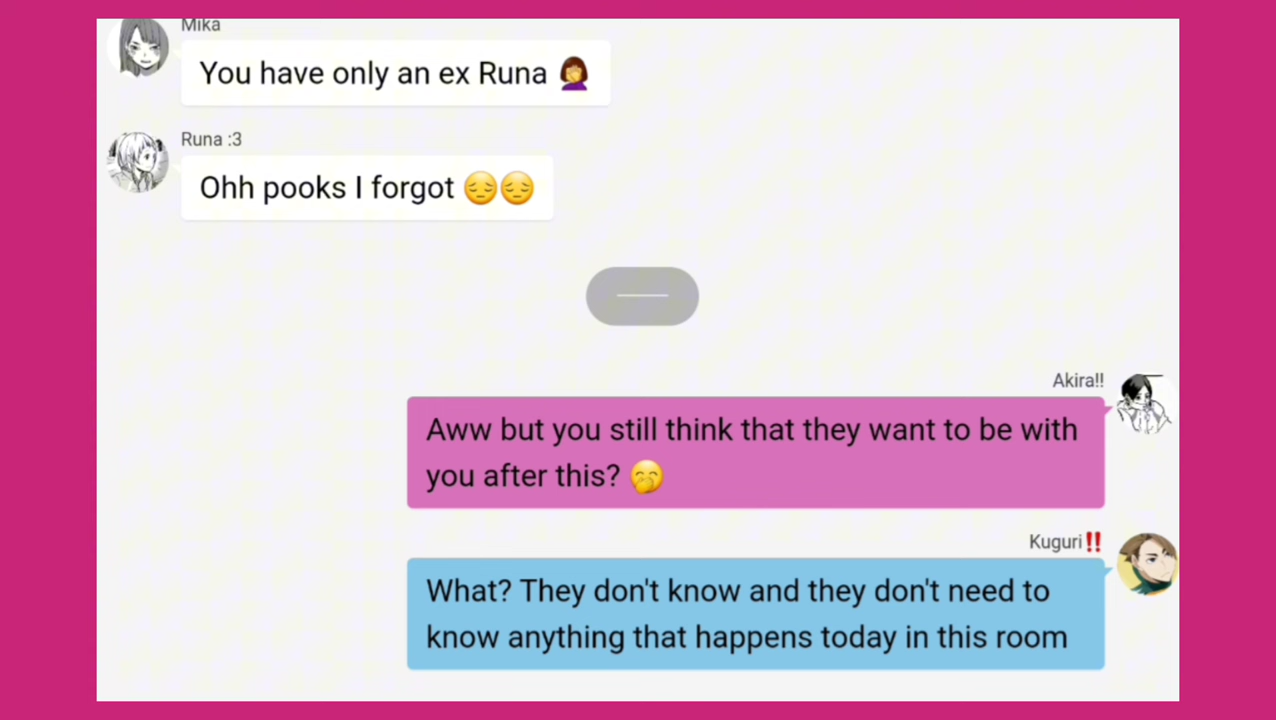 Mika
You have only an ex Runa 🤦‍♀️
Runa :3
Ohh pooks I forgot 😔😔
Akira!!
Aww but you still think that they want to be with
you after this? 🤭
Kuguri‼️
What? They don't know and they don't need to
know anything that happens today in this room